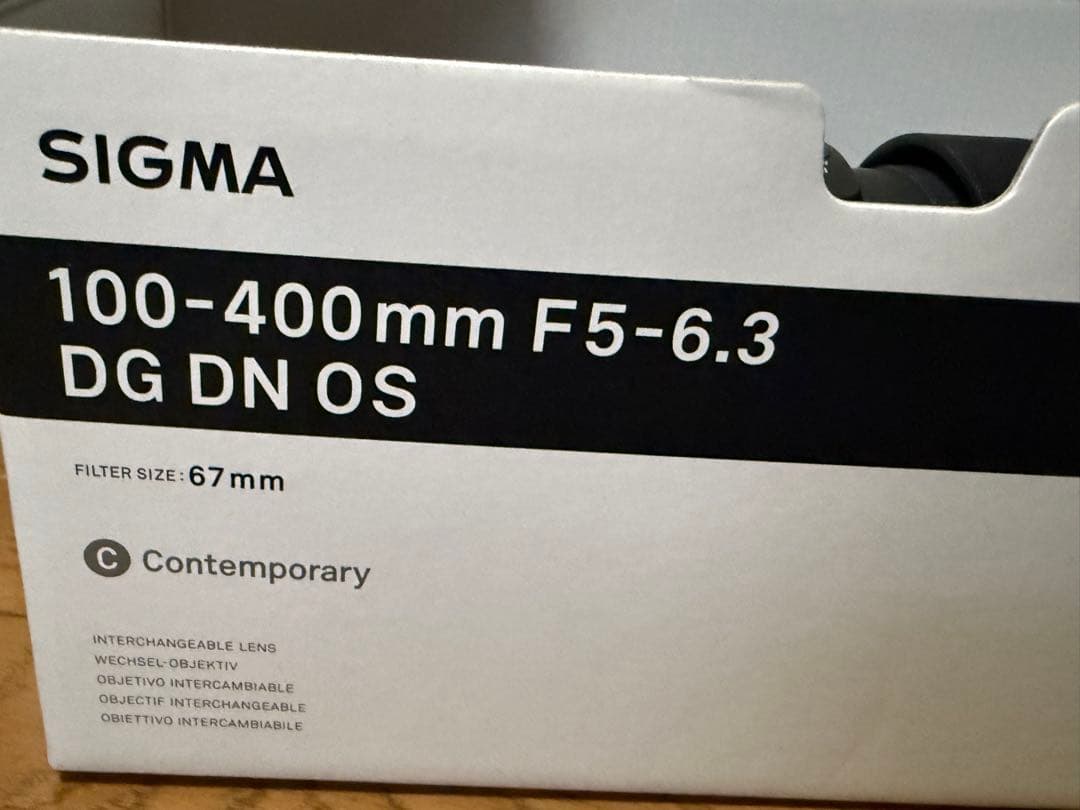 SIGMA
100-400mm F5-6.3
DG DN OS
FILTER SIZE:67mm
C Contemporary
INTERCHANGEABLE LENS
WECHSEL-OBJEKTIV
OBJETIVO INTERCAMBIABLE
OBJECTIF INTERCHANGEABLE
OBIETTIVO INTERCAMBIABILE